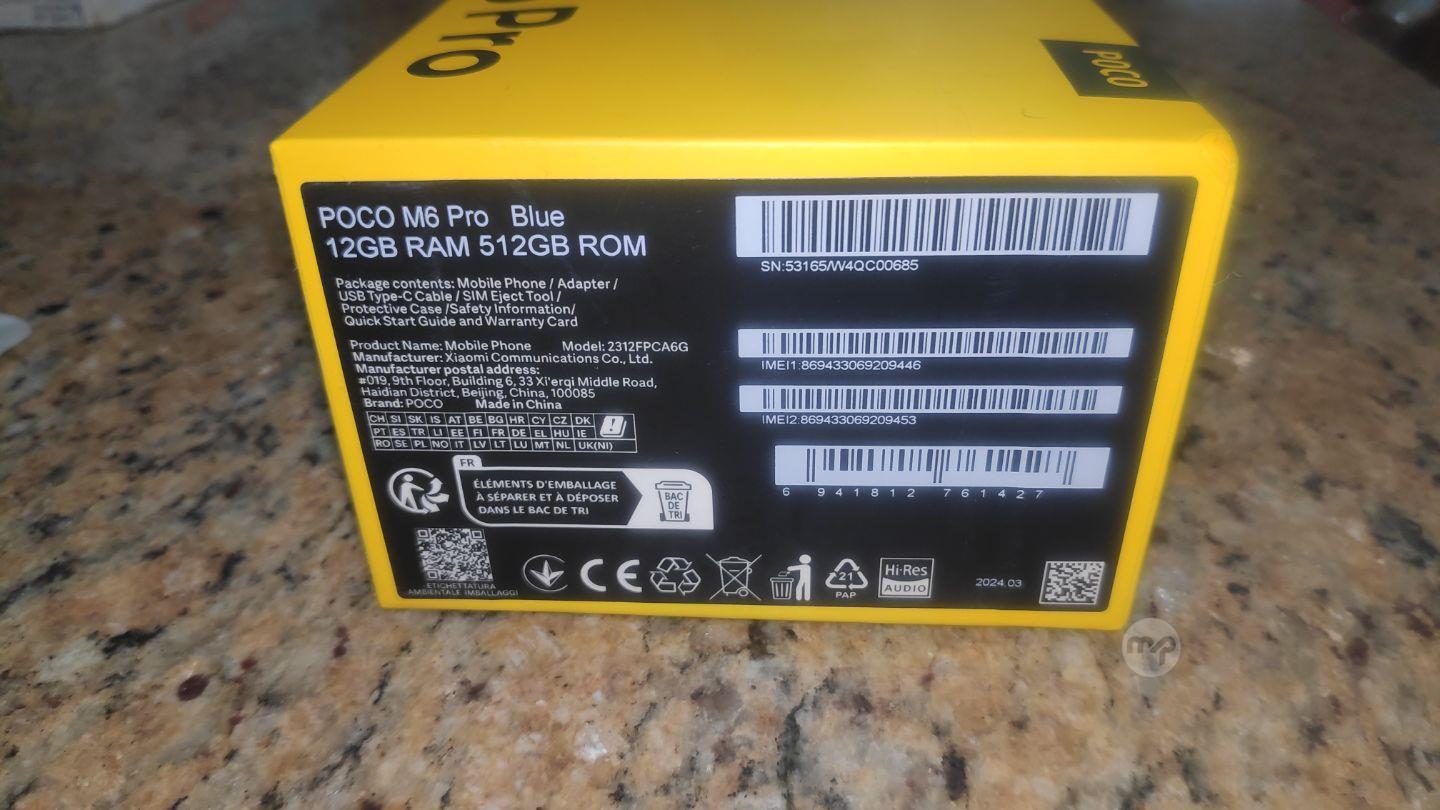 Pro
POCO
POCO M6 Pro Blue
12GB RAM 512GB ROM
Package contents: Mobile Phone / Adapter /
USB Type-C Cable / SIM Eject Tool /
Protective Case /Safety Information/
Quick Start Guide and Warranty Card
Product Name: Mobile Phone Model: 2312FPCA6G
Manufacturer: Xiaomi Communications Co., Ltd.
Manufacturer postal address:
#019, 9th Floor, Building 6, 33 Xi'erqi Middle Road,
Haidian District, Beijing, China, 100085
Brand: POCO Made in China
CH SI SK IS AT BE BG HR CY CZ DK
PT ES TR LI EE FI FR DE EL HU IE
RO SE PL NO IT LV LT LU MT NL UK(NI)
FR
ÉLÉMENTS D'EMBALLAGE
À SÉPARER ET À DÉPOSER
DANS LE BAC DE TRI
BAC
DE
TRI
ETICHETTATURA
AMBIENTALE IMBALLAGGI
SN:53165/W4QC00685
IMEI1:869433069209446
IMEI2:869433069209453
6 941812 761427
CE
21
PAP
Hi-Res
AUDIO
2024.03